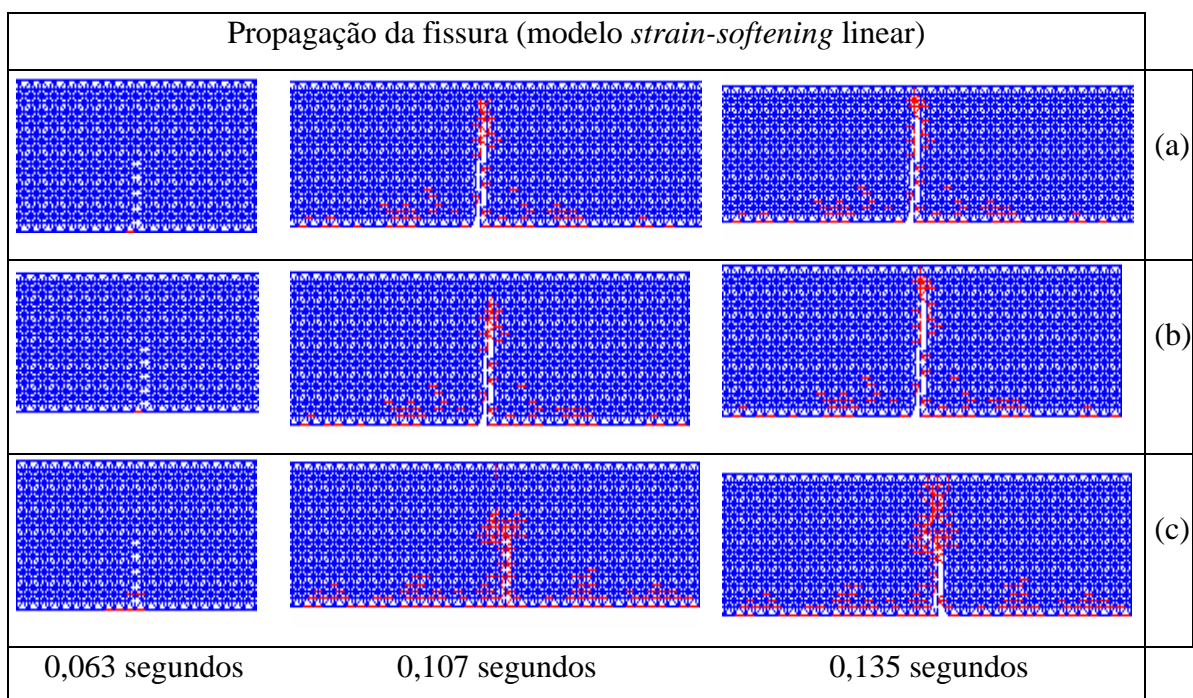 Propagação da fissura (modelo strain-softening linear)
(a)
(b)
(c)
0,063 segundos 0,107 segundos 0,135 segundos